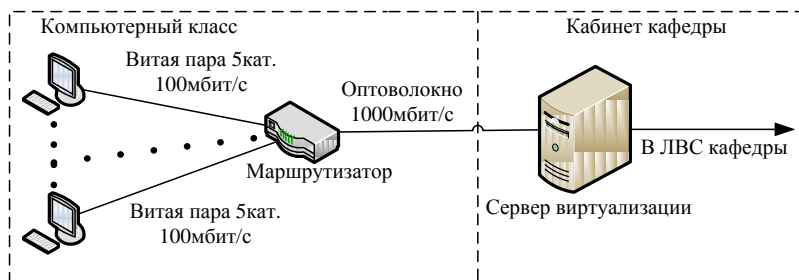 Компьютерный класс
Кабинет кафедры
Витая пара 5кат.
100мбит/с
Оптоволокно
1000мбит/с
Маршрутизатор
В ЛВС кафедры
Витая пара 5кат.
100мбит/с
Сервер виртуализации